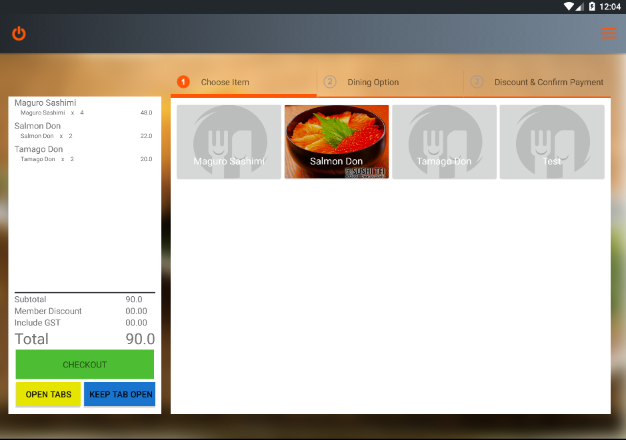 12:04
1 Choose Item
2 Dining Option
3 Discount & Confirm Payment
Maguro Sashimi
Maguro Sashimi x 4 48.0
Salmon Don
Salmon Don x 2 22.0
Tamago Don
Tamago Don x 2 20.0
Subtotal 90.0
Member Discount 00.00
Include GST 00.00
Total 90.0
CHECKOUT
OPEN TABS KEEP TAB OPEN
Maguro Sashimi
Salmon Don
SUSHI TEI
Tamago Don
Test